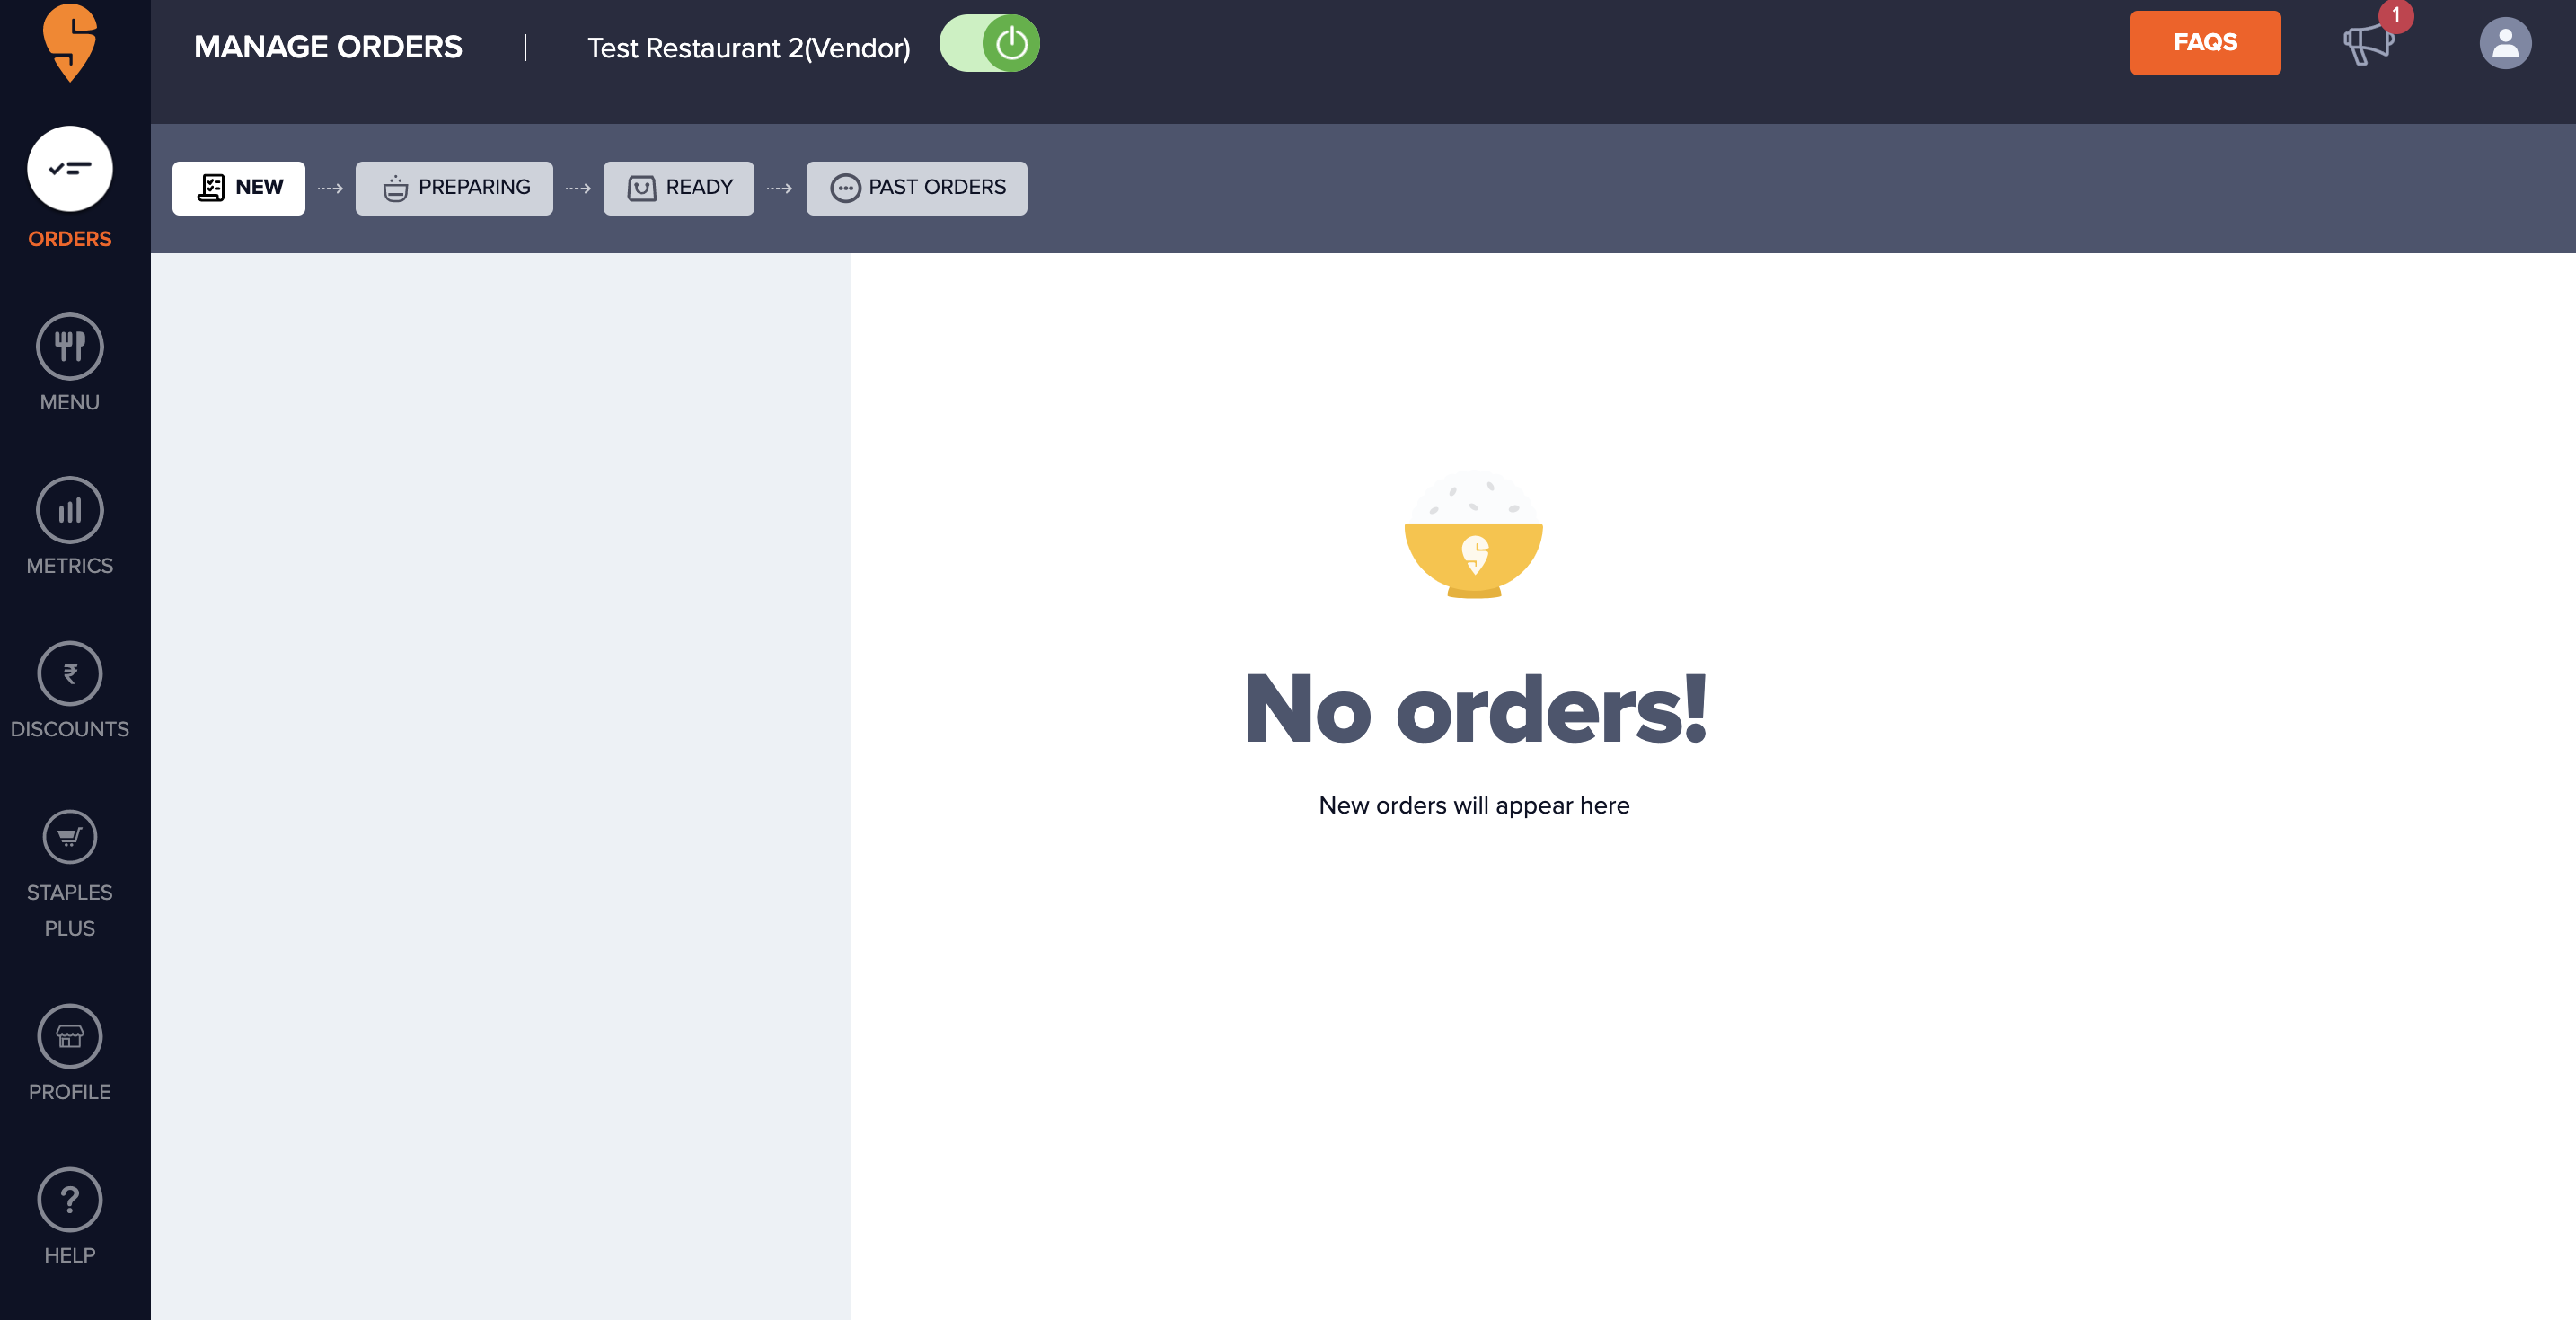 MANAGE ORDERS | Test Restaurant 2(Vendor)
FAQS
1
NEW
PREPARING
READY
PAST ORDERS
ORDERS
MENU
METRICS
₹
DISCOUNTS
STAPLES
PLUS
PROFILE
?
HELP
No orders!
New orders will appear here